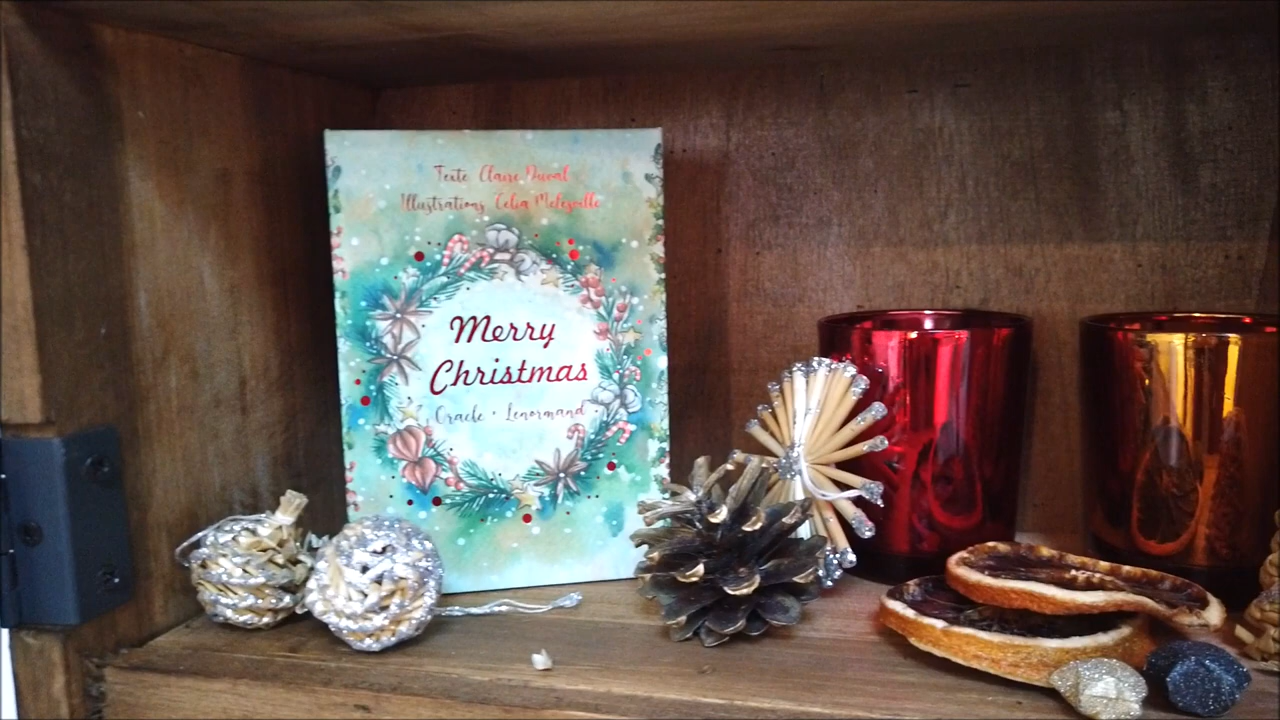 Texte Claire Duval
Illustrations Celia Melesville
Merry
Christmas
Oracle • Lenormand